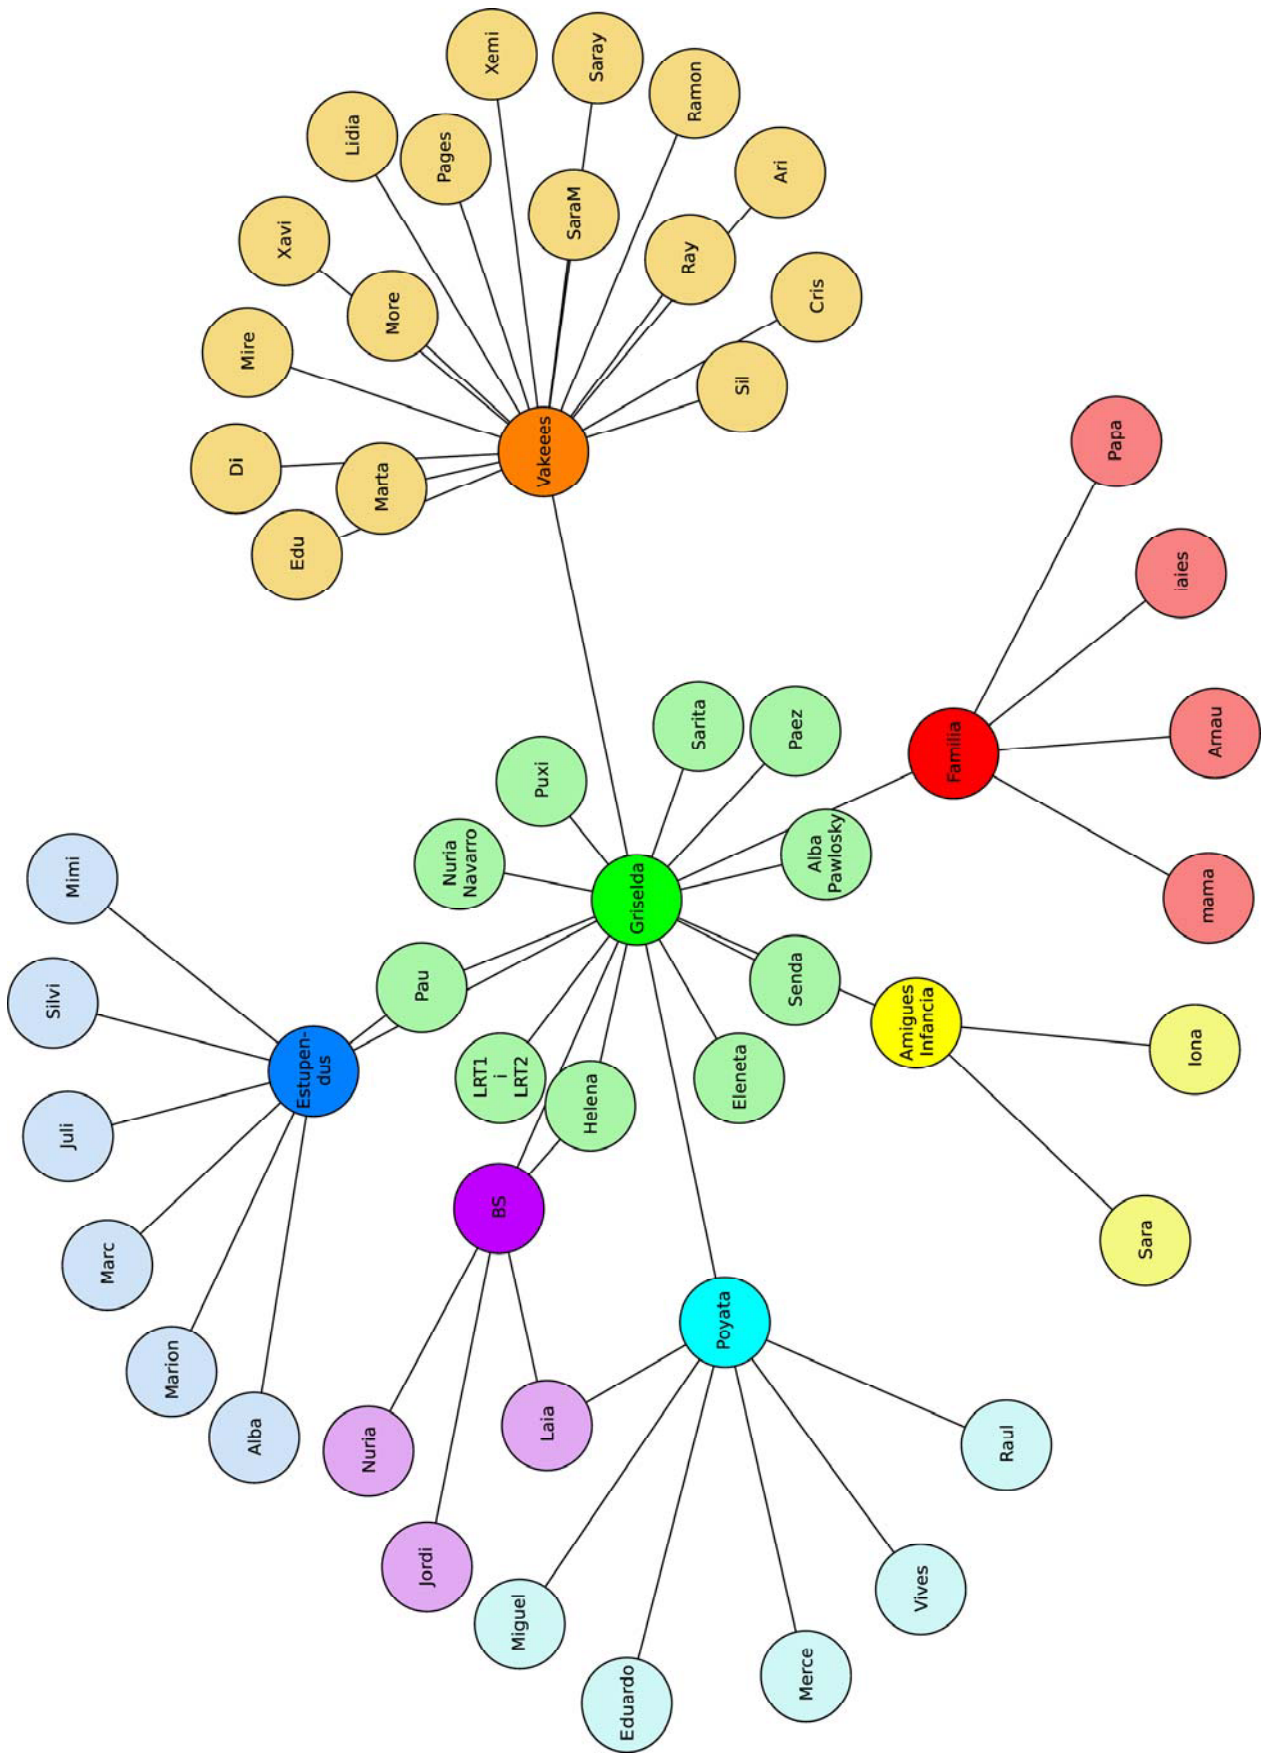 Silvi
Juli
Mimi
Marc
Marion
Di
Mire
Alba
Xavi
Edu
Estupen-
dus
Lidia
Nuria
Marta
More
Pau
Jordi
Pages
Nuria
Navarro
Xemi
BS
LRT1
i
LRT2
Miguel
Puxi
Vakeees
Laia
SaraM
Helena
Saray
Eduardo
Griselda
Ray
Ramon
Sarita
Poyata
Eleneta
Sil
Ari
Senda
Paez
Merce
Cris
Alba
Pawlosky
Amigues
Infancia
Vives
Familia
Raul
Papa
Sara
Iaies
Iona
mama
Arnau